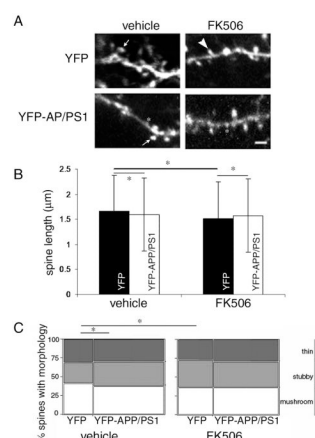 A
vehicle FK506
YFP
YFP-AP/PS1
*
*
B
*
* *
2.5
2
1.5
1
0.5
0
spine length (μm)
YFP YFP-APP/PS1 YFP YFP-APP/PS1
vehicle FK506
C
*
*
% spines with morphology
100
75
50
25
0
thin
stubby
mushroom
YFP YFP-APP/PS1 YFP YFP-APP/PS1
vehicle FK506